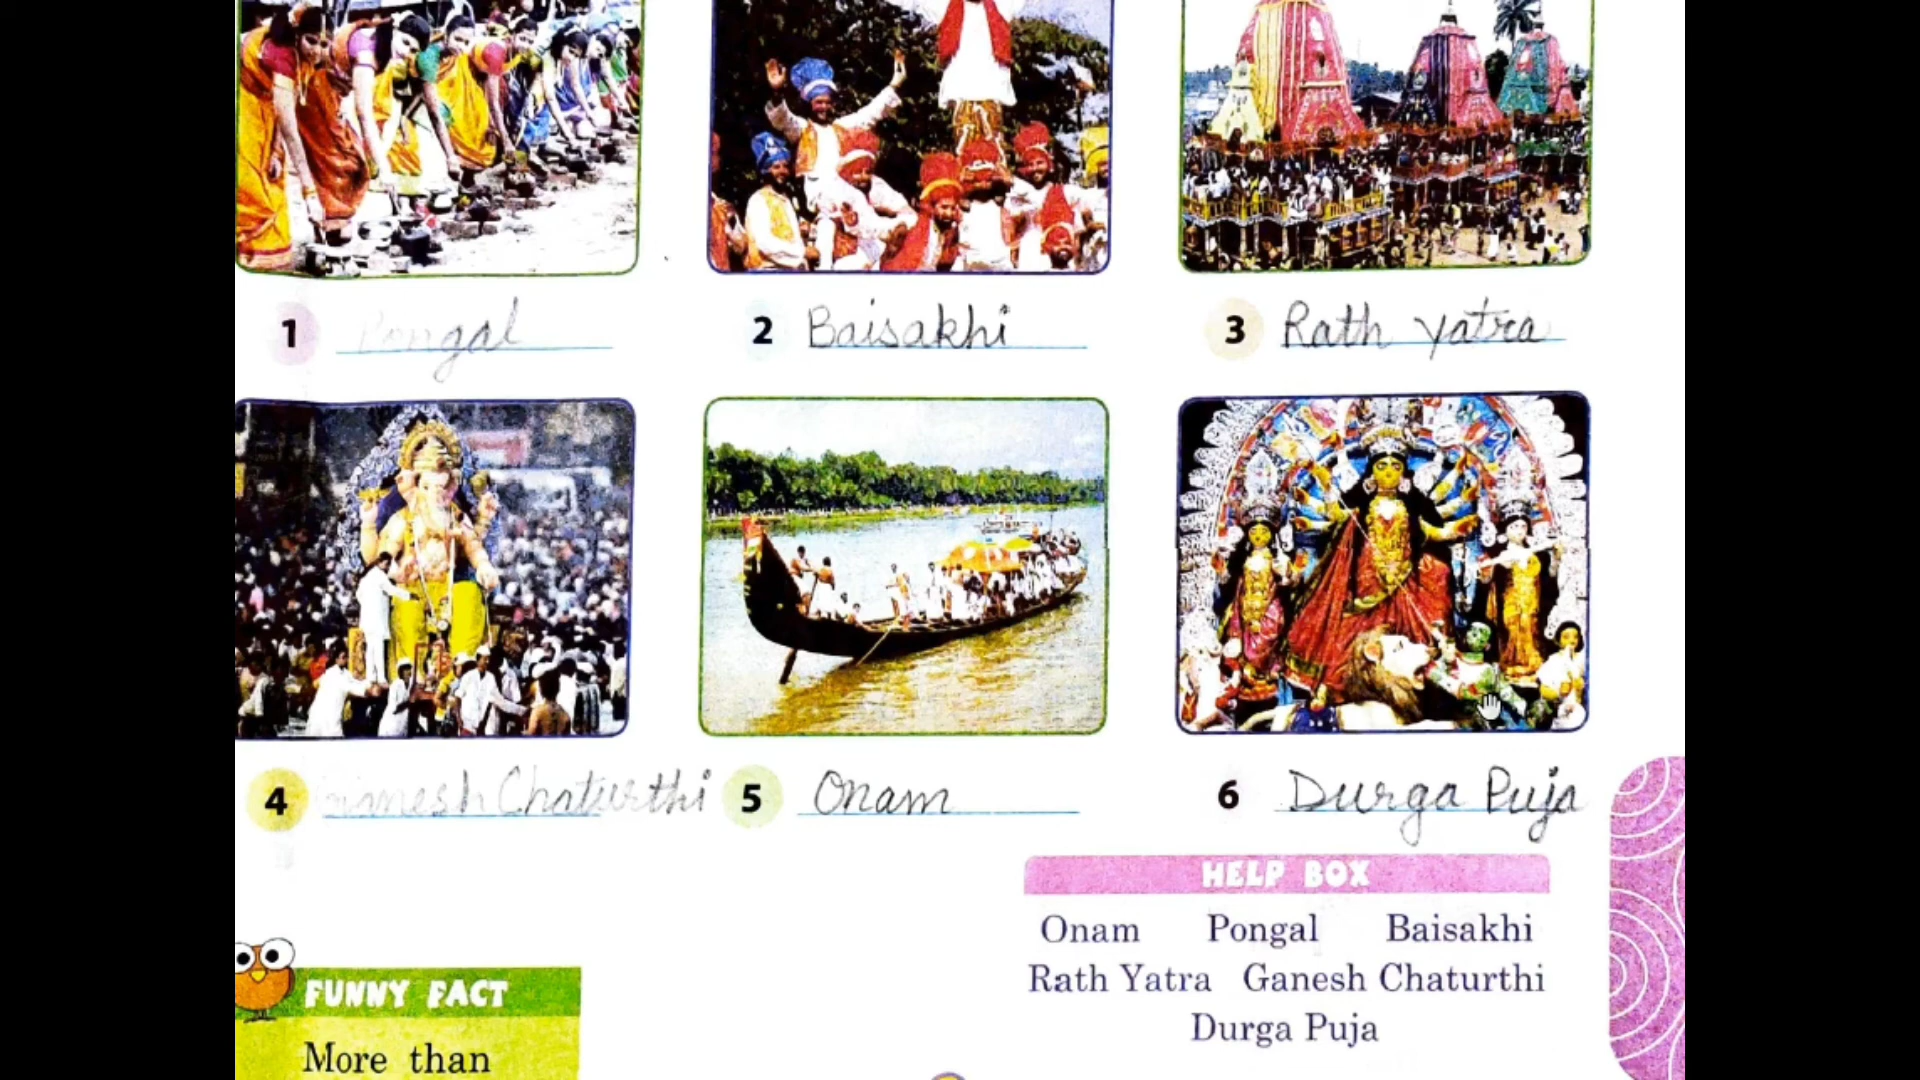 1 Pongal 2 Baisakhi 3 Rath Yatra
4 Ganesh Chaturthi 5 Onam 6 Durga Puja
HELP BOX
Onam Pongal Baisakhi
Rath Yatra Ganesh Chaturthi
Durga Puja
FUNNY FACT
More than